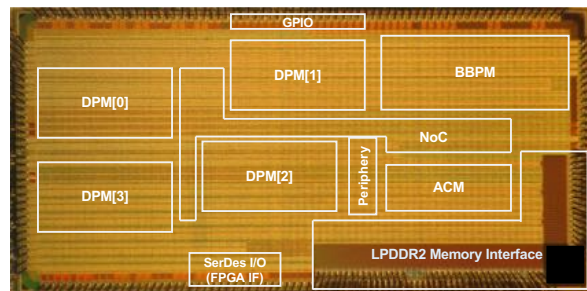 GPIO
DPM[0]
DPM[1]
BBPM
NoC
DPM[3]
DPM[2]
Periphery
ACM
SerDes I/O
(FPGA IF)
LPDDR2 Memory Interface